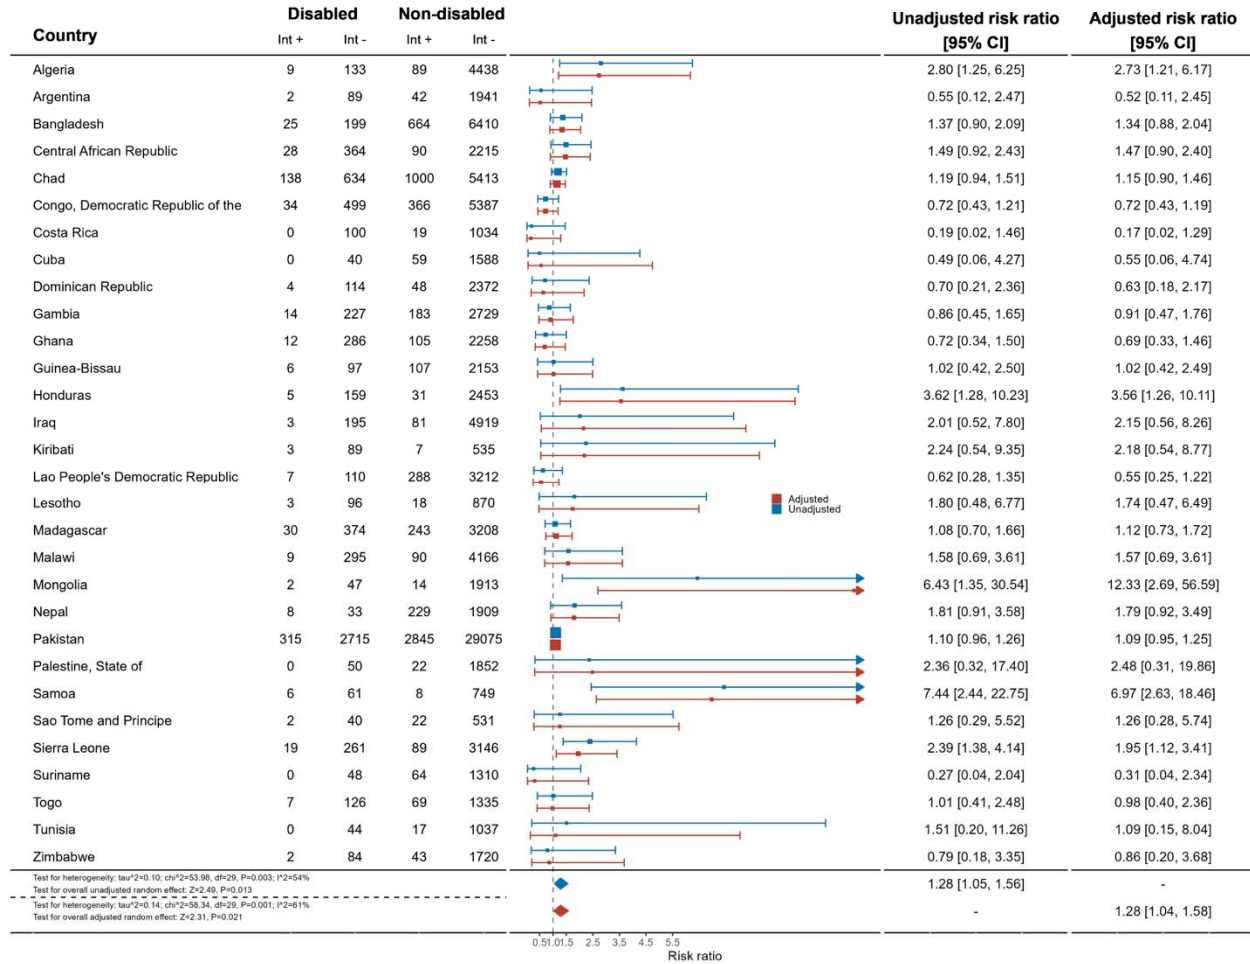 Disabled Non-disabled Unadjusted risk ratio Adjusted risk ratio
Country Int + Int - Int + Int - [95% CI] [95% CI]
Algeria 9 133 89 4438 2.80 [1.25, 6.25] 2.73 [1.21, 6.17]
Argentina 2 89 42 1941 0.55 [0.12, 2.47] 0.52 [0.11, 2.45]
Bangladesh 25 199 664 6410 1.37 [0.90, 2.09] 1.34 [0.88, 2.04]
Central African Republic 28 364 90 2215 1.49 [0.92, 2.43] 1.47 [0.90, 2.40]
Chad 138 634 1000 5413 1.19 [0.94, 1.51] 1.15 [0.90, 1.46]
Congo, Democratic Republic of the 34 499 366 5387 0.72 [0.43, 1.21] 0.72 [0.43, 1.19]
Costa Rica 0 100 19 1034 0.19 [0.02, 1.46] 0.17 [0.02, 1.29]
Cuba 0 40 59 1588 0.49 [0.06, 4.27] 0.55 [0.06, 4.74]
Dominican Republic 4 114 48 2372 0.70 [0.21, 2.36] 0.63 [0.18, 2.17]
Gambia 14 227 183 2729 0.86 [0.45, 1.65] 0.91 [0.47, 1.76]
Ghana 12 286 105 2258 0.72 [0.34, 1.50] 0.69 [0.33, 1.46]
Guinea-Bissau 6 97 107 2153 1.02 [0.42, 2.50] 1.02 [0.42, 2.49]
Honduras 5 159 31 2453 3.62 [1.28, 10.23] 3.56 [1.26, 10.11]
Iraq 3 195 81 4919 2.01 [0.52, 7.80] 2.15 [0.56, 8.26]
Kiribati 3 89 7 535 2.24 [0.54, 9.35] 2.18 [0.54, 8.77]
Lao People's Democratic Republic 7 110 288 3212 0.62 [0.28, 1.35] 0.55 [0.25, 1.22]
Lesotho 3 96 18 870 1.80 [0.48, 6.77] 1.74 [0.47, 6.49]
Adjusted
Unadjusted
Madagascar 30 374 243 3208 1.08 [0.70, 1.66] 1.12 [0.73, 1.72]
Malawi 9 295 90 4166 1.58 [0.69, 3.61] 1.57 [0.69, 3.61]
Mongolia 2 47 14 1913 6.43 [1.35, 30.54] 12.33 [2.69, 56.59]
Nepal 8 33 229 1909 1.81 [0.91, 3.58] 1.79 [0.92, 3.49]
Pakistan 315 2715 2845 29075 1.10 [0.96, 1.26] 1.09 [0.95, 1.25]
Palestine, State of 0 50 22 1852 2.36 [0.32, 17.40] 2.48 [0.31, 19.86]
Samoa 6 61 8 749 7.44 [2.44, 22.75] 6.97 [2.63, 18.46]
Sao Tome and Principe 2 40 22 531 1.26 [0.29, 5.52] 1.26 [0.28, 5.74]
Sierra Leone 19 261 89 3146 2.39 [1.38, 4.14] 1.95 [1.12, 3.41]
Suriname 0 48 64 1310 0.27 [0.04, 2.04] 0.31 [0.04, 2.34]
Togo 7 126 69 1335 1.01 [0.41, 2.48] 0.98 [0.40, 2.36]
Tunisia 0 44 17 1037 1.51 [0.20, 11.26] 1.09 [0.15, 8.04]
Zimbabwe 2 84 43 1720 0.79 [0.18, 3.35] 0.86 [0.20, 3.68]
Test for heterogeneity: tau^2=0.10; chi^2=53.98, df=29, P=0.003; I^2=54%
Test for overall unadjusted random effect: Z=2.49, P=0.013
1.28 [1.05, 1.56] -
Test for heterogeneity: tau^2=0.14; chi^2=58.34, df=29, P=0.001; I^2=61%
Test for overall adjusted random effect: Z=2.31, P=0.021
- 1.28 [1.04, 1.58]
0.5 1.0 1.5 2.5 3.5 4.5 5.5
Risk ratio